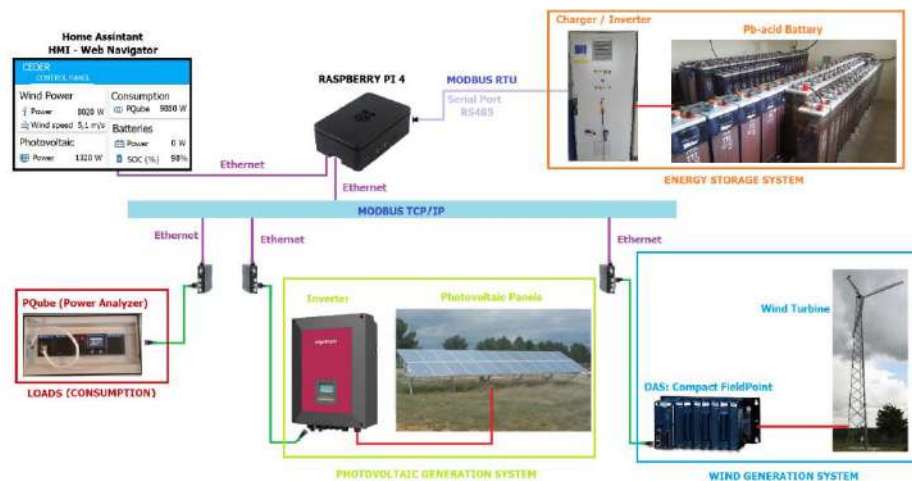 Home Assintant
HMI - Web Navigator
CEDER
CONTROL PANEL
Wind Power
Power 8020 W
Wind speed 5,1 m/s
Photovoltaic
Power 1320 W
Consumption
PQube 9850 W
Batteries
Power 0 W
SOC (%) 98%
RASPBERRY PI 4
MODBUS RTU
Serial Port
RS485
Charger / Inverter
Pb-acid Battery
ENERGY STORAGE SYSTEM
Ethernet
Ethernet
MODBUS TCP/IP
Ethernet
Ethernet
Ethernet
PQube (Power Analyzer)
LOADS (CONSUMPTION)
Inverter
Photovoltaic Panels
PHOTOVOLTAIC GENERATION SYSTEM
Wind Turbine
DAS: Compact FieldPoint
WIND GENERATION SYSTEM